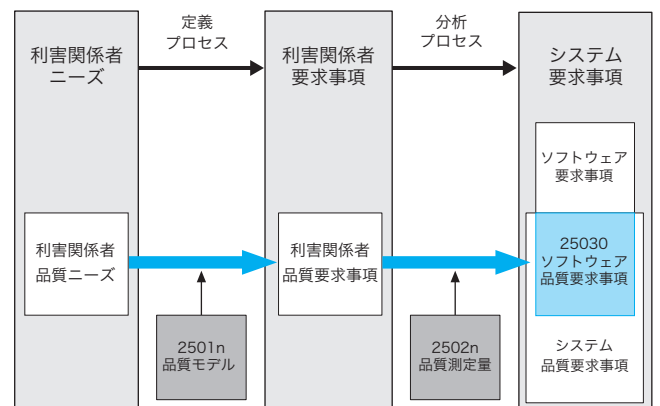 利害関係者
ニーズ
定義
プロセス
利害関係者
要求事項
分析
プロセス
システム
要求事項
ソフトウェア
要求事項
利害関係者
品質ニーズ
利害関係者
品質要求事項
25030
ソフトウェア
品質要求事項
2501n
品質モデル
2502n
品質測定量
システム
品質要求事項